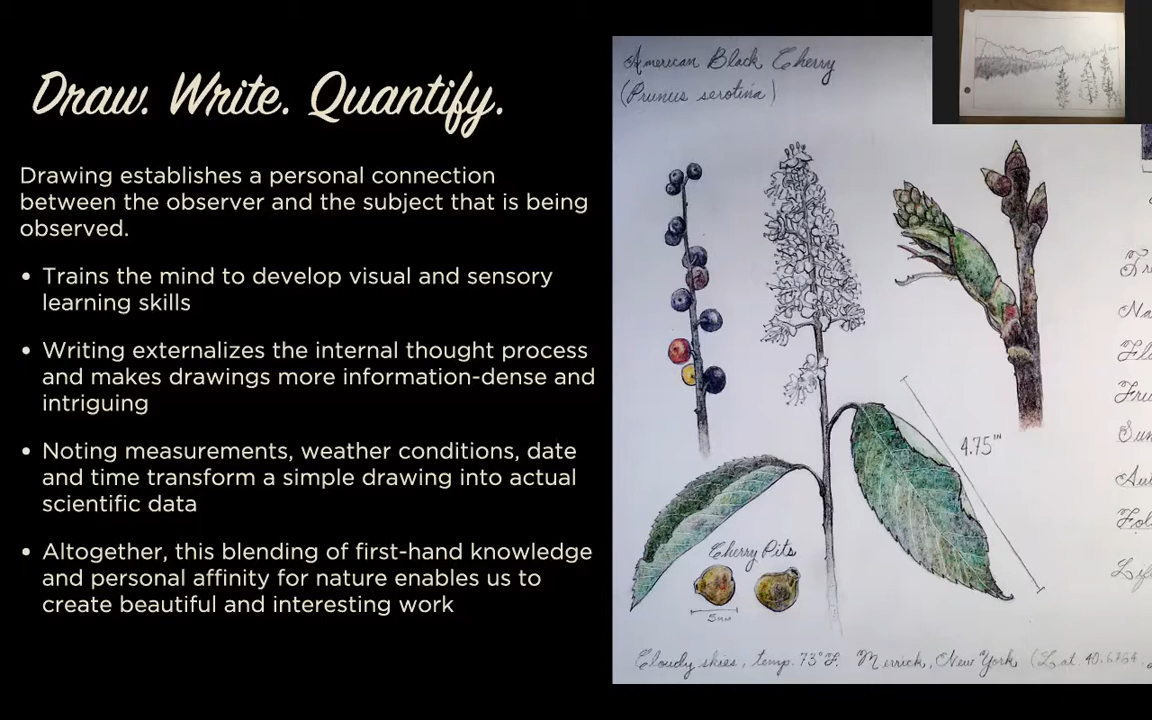 Draw. Write. Quantify.
Drawing establishes a personal connection
between the observer and the subject that is being
observed.
• Trains the mind to develop visual and sensory
learning skills
• Writing externalizes the internal thought process
and makes drawings more information-dense and
intriguing
• Noting measurements, weather conditions, date
and time transform a simple drawing into actual
scientific data
• Altogether, this blending of first-hand knowledge
and personal affinity for nature enables us to
create beautiful and interesting work
American Black Cherry
(Prunus serotina)
4.75 IN
Cherry Pits
5mm
Cloudy skies, temp. 73°F. Merrick, New York (Lat. 40.6764